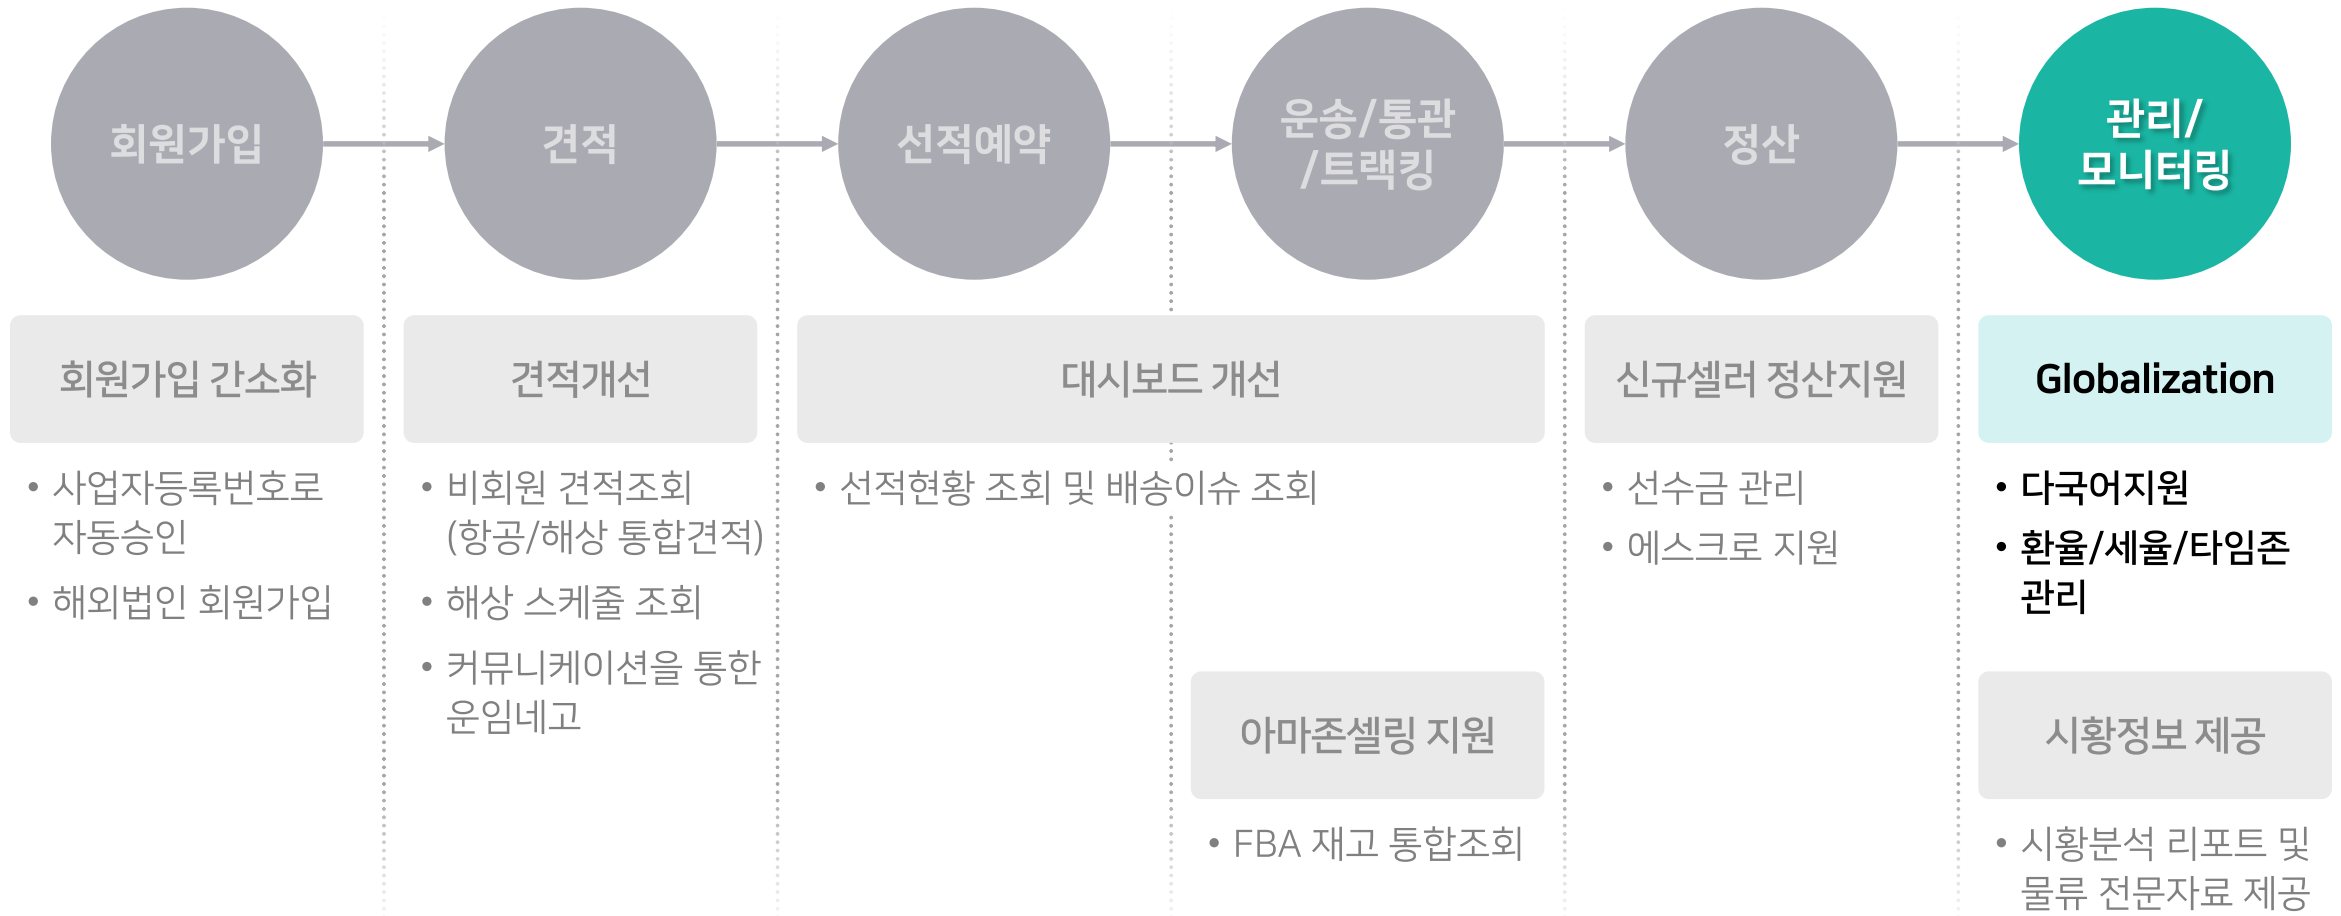 회원가입
견적
선적예약
운송/통관
/트랙킹
정산
관리/
모니터링
회원가입 간소화
• 사업자등록번호로
자동승인
• 해외법인 회원가입
견적개선
• 비회원 견적조회
(항공/해상 통합견적)
• 해상 스케줄 조회
• 커뮤니케이션을 통한
운임네고
대시보드 개선
• 선적현황 조회 및 배송이슈 조회
아마존셀링 지원
• FBA 재고 통합조회
신규셀러 정산지원
• 선수금 관리
• 에스크로 지원
Globalization
• 다국어지원
• 환율/세율/타임존
관리
시황정보 제공
• 시황분석 리포트 및
물류 전문자료 제공